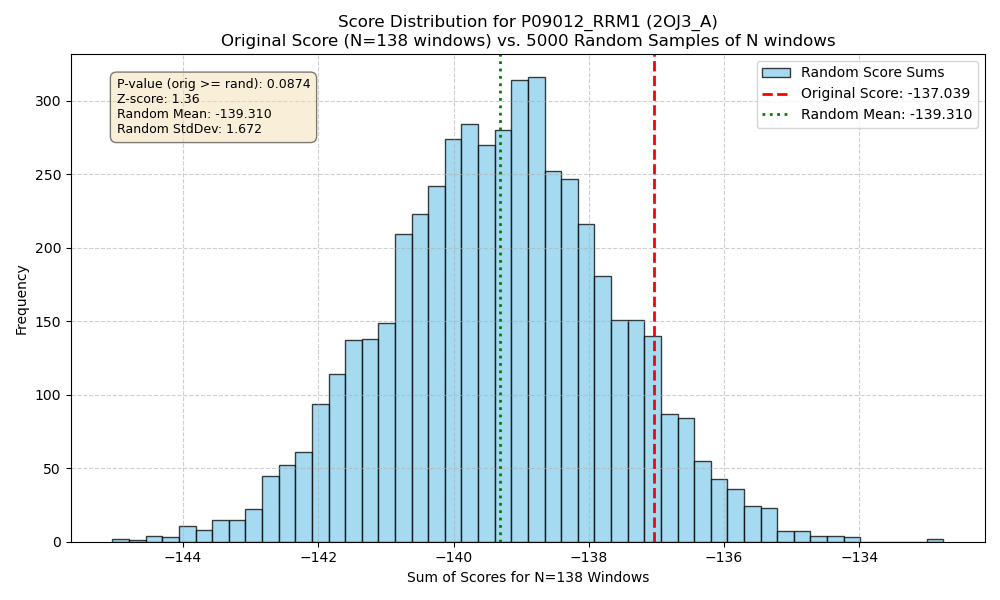 Score Distribution for P09012_RRM1 (2OJ3_A)
Original Score (N=138 windows) vs. 5000 Random Samples of N windows
P-value (orig >= rand): 0.0874
Z-score: 1.36
Random Mean: -139.310
Random StdDev: 1.672
Random Score Sums
Original Score: -137.039
Random Mean: -139.310
Frequency
300
250
200
150
100
50
0
−144 −142 −140 −138 −136 −134
Sum of Scores for N=138 Windows